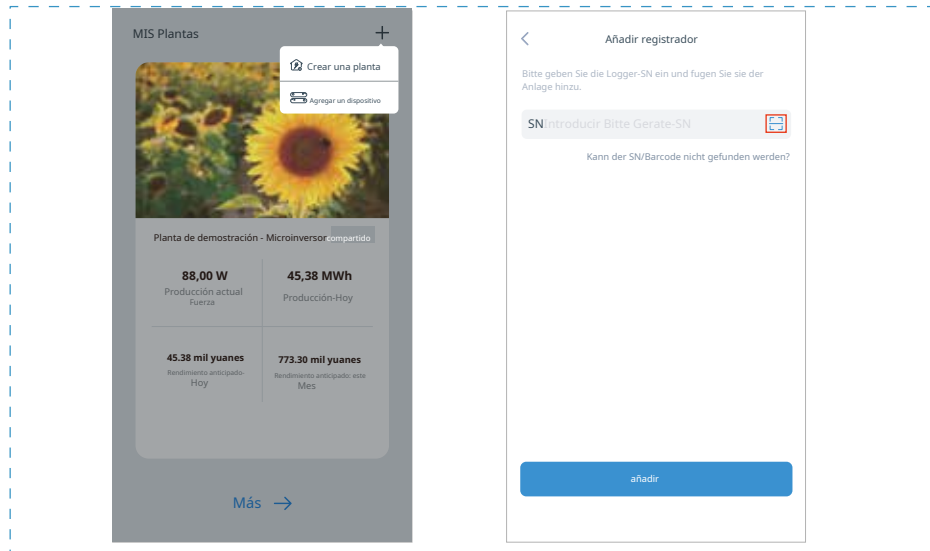 MIS Plantas
Crear una planta
Agregar un dispositivo
Planta de demostración - Microinversor compartido
88,00 W
Producción actual
Fuerza
45,38 MWh
Producción-Hoy
45.38 mil yuanes
Rendimiento anticipado-
Hoy
773.30 mil yuanes
Rendimiento anticipado: este
Mes
Más
Añadir registrador
Bitte geben Sie die Logger-SN ein und fugen Sie sie der
Anlage hinzu.
SNIntroducir Bitte Gerate-SN
Kann der SN/Barcode nicht gefunden werden?
añadir